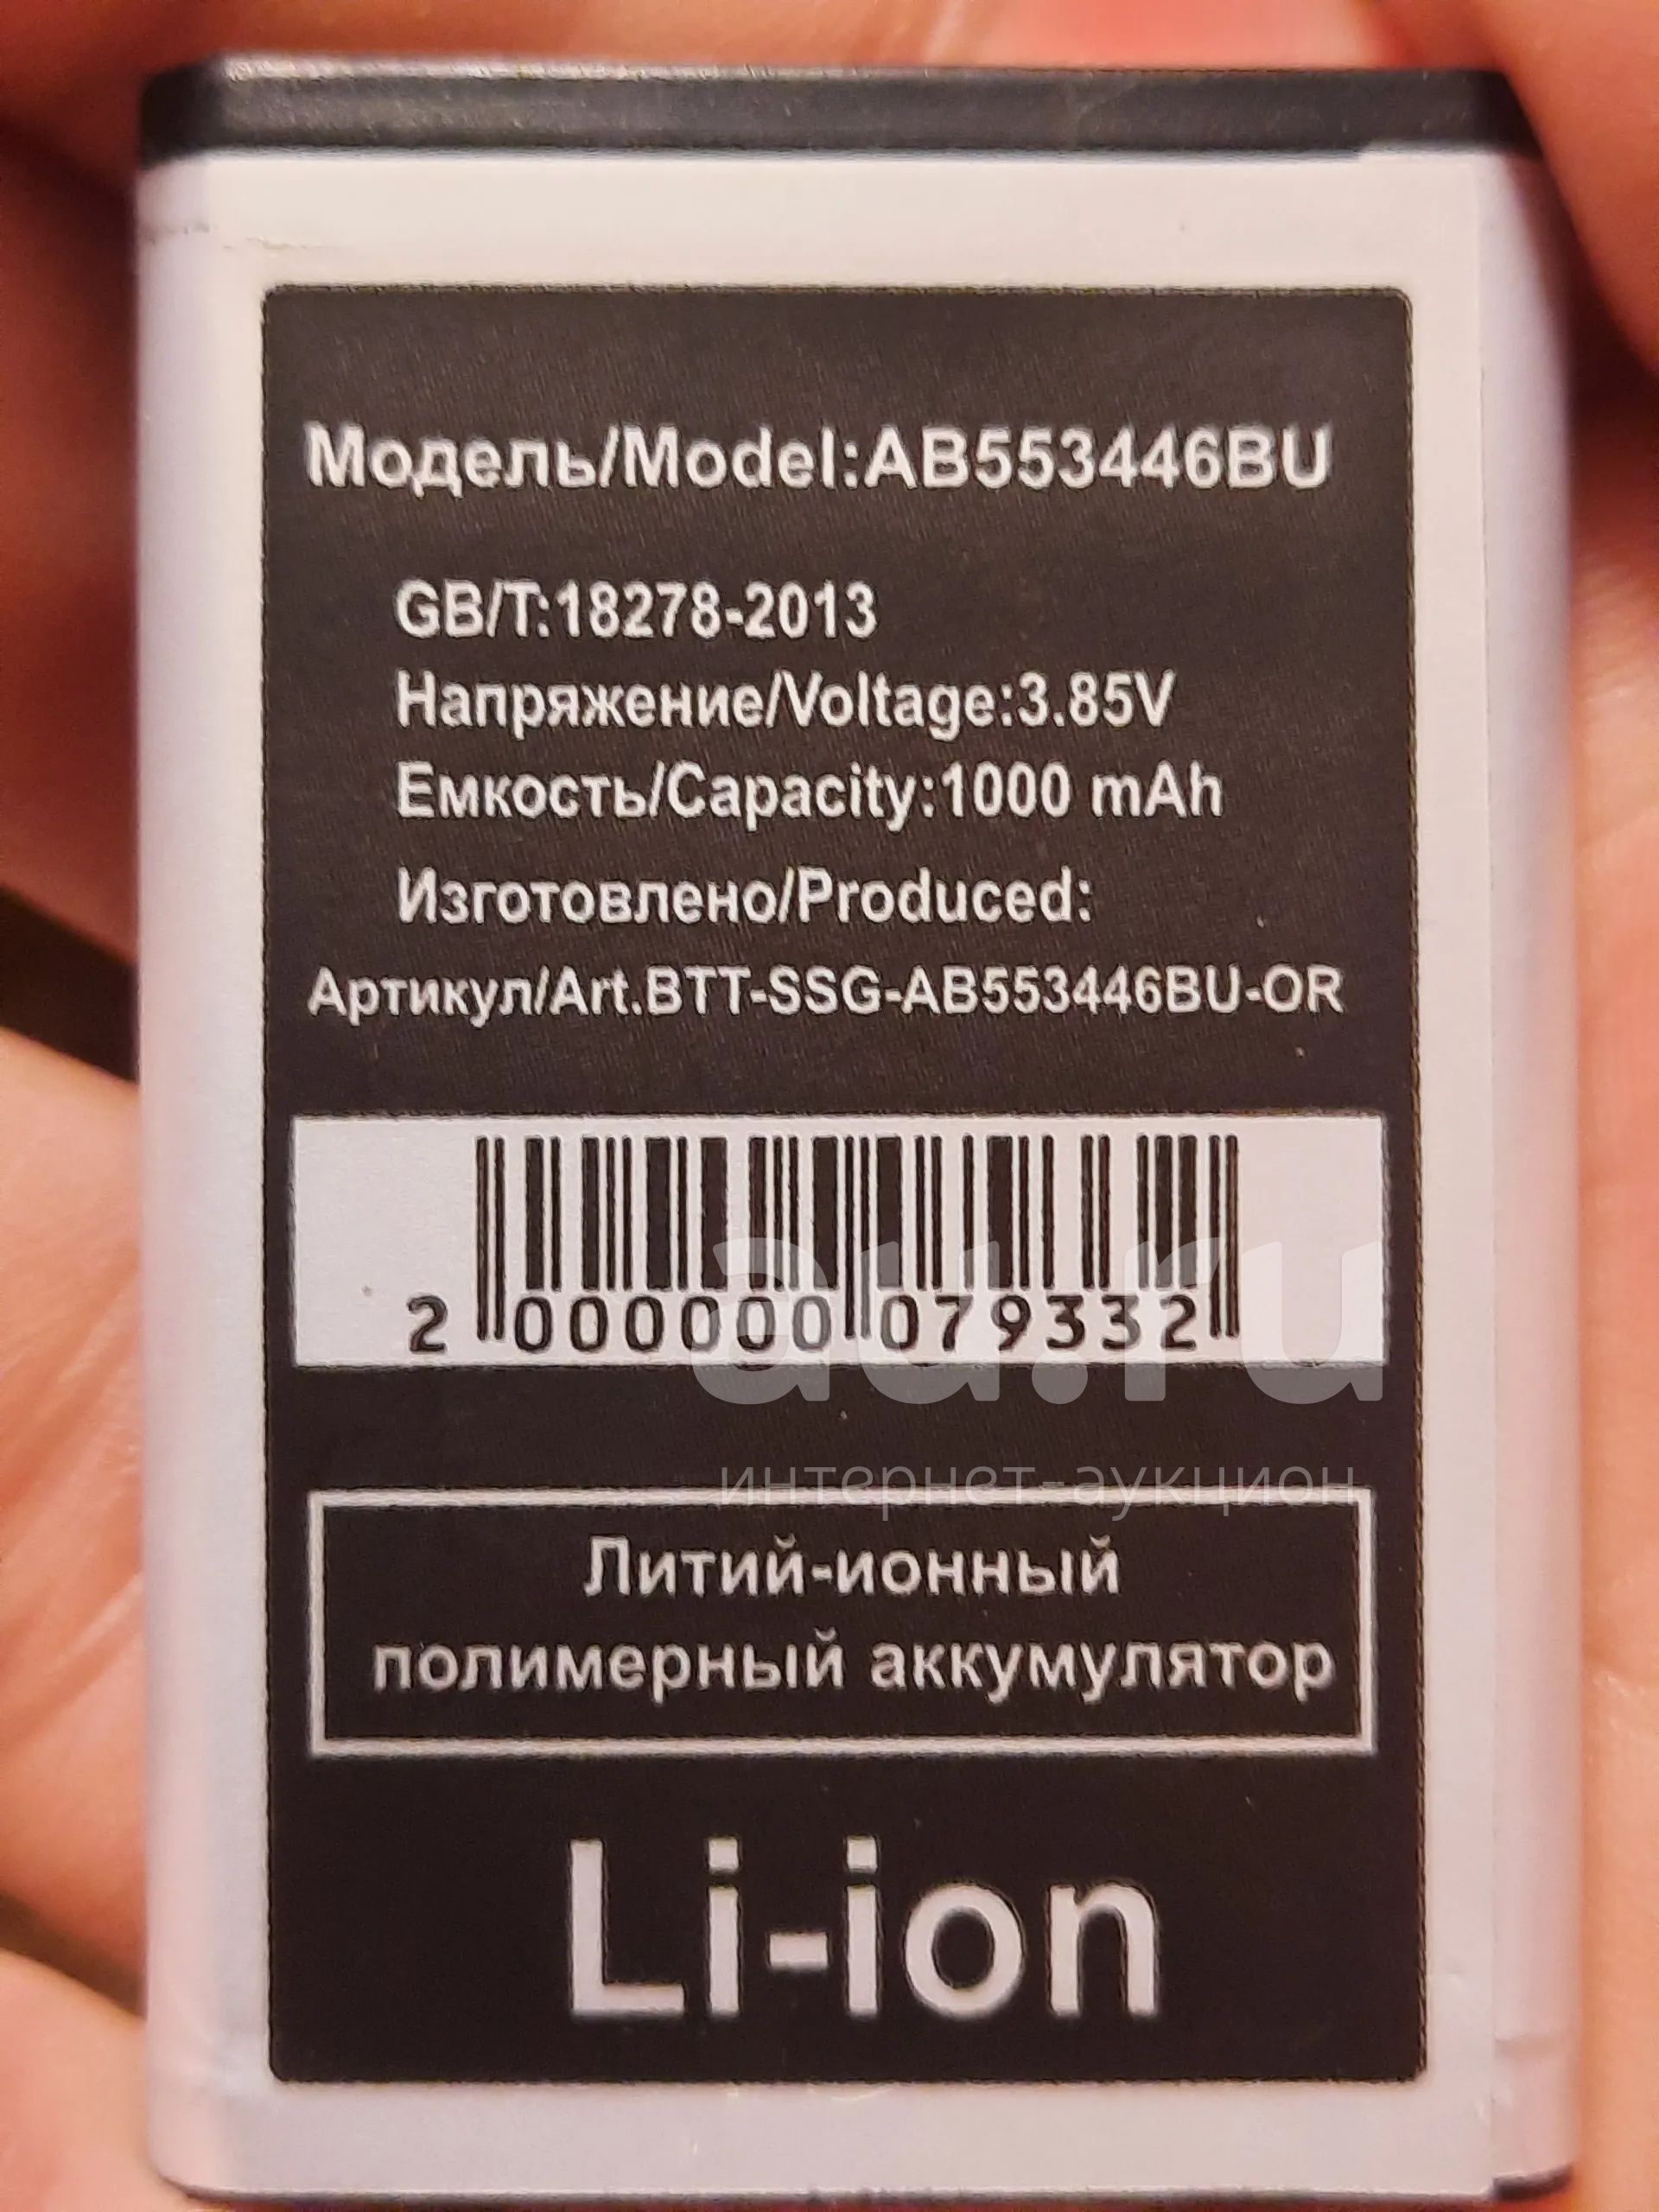 Модель/Model:AB553446BU
GB/T:18278-2013
Напряжение/Voltage:3.85V
Емкость/Capacity:1000 mAh
Изготовлено/Produced:
Артикул/Art.BTT-SSG-AB553446BU-OR
2 000000 079332
au.ru
интернет-аукцион
Литий-ионный
полимерный аккумулятор
Li-ion